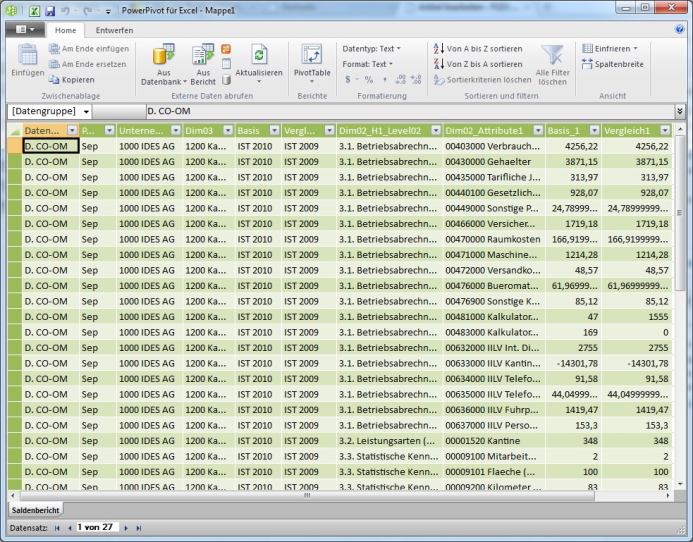 PowerPivot für Excel - Mappe1
Home Entwerfen
Einfügen
Am Ende einfügen
Am Ende ersetzen
Kopieren
Zwischenablage
Aus Datenbank
Aus Bericht
Aktualisieren
Externe Daten abrufen
PivotTable
Berichte
Datentyp: Text
Format: Text
$ - % ,
Formatierung
Von A bis Z sortieren
Von Z bis A sortieren
Sortierkriterien löschen
Alle Filter löschen
Sortieren und filtern
Einfrieren
Spaltenbreite
Ansicht
[Datengruppe] D. CO-OM
Daten... P... Unterne... Dim03 Basis Vergl... Dim02_H1_Level02 Dim02_Attribute1 Basis_1 Vergleich1
D. CO-OM Sep 1000 IDES AG 1200 Ka... IST 2010 IST 2009 3.1. Betriebsabrechn... 00403000 Verbrauch... 4256,22 4256,22
D. CO-OM Sep 1000 IDES AG 1200 Ka... IST 2010 IST 2009 3.1. Betriebsabrechn... 00430000 Gehaelter 3871,15 3871,15
D. CO-OM Sep 1000 IDES AG 1200 Ka... IST 2010 IST 2009 3.1. Betriebsabrechn... 00435000 Tarifliche J... 313,97 313,97
D. CO-OM Sep 1000 IDES AG 1200 Ka... IST 2010 IST 2009 3.1. Betriebsabrechn... 00440100 Gesetzlich... 928,07 928,07
D. CO-OM Sep 1000 IDES AG 1200 Ka... IST 2010 IST 2009 3.1. Betriebsabrechn... 00449000 Sonstige P... 24,78999... 24,78999999...
D. CO-OM Sep 1000 IDES AG 1200 Ka... IST 2010 IST 2009 3.1. Betriebsabrechn... 00466000 Versicher... 1719,18 1719,18
D. CO-OM Sep 1000 IDES AG 1200 Ka... IST 2010 IST 2009 3.1. Betriebsabrechn... 00470000 Raumkosten 166,9199... 166,9199999...
D. CO-OM Sep 1000 IDES AG 1200 Ka... IST 2010 IST 2009 3.1. Betriebsabrechn... 00471000 Maschine... 1214,28 1214,28
D. CO-OM Sep 1000 IDES AG 1200 Ka... IST 2010 IST 2009 3.1. Betriebsabrechn... 00472000 Versandko... 48,57 48,57
D. CO-OM Sep 1000 IDES AG 1200 Ka... IST 2010 IST 2009 3.1. Betriebsabrechn... 00476000 Bueromat... 61,96999... 61,96999999...
D. CO-OM Sep 1000 IDES AG 1200 Ka... IST 2010 IST 2009 3.1. Betriebsabrechn... 00476900 Sonstige K... 85,12 85,12
D. CO-OM Sep 1000 IDES AG 1200 Ka... IST 2010 IST 2009 3.1. Betriebsabrechn... 00481000 Kalkulator... 47 1555
D. CO-OM Sep 1000 IDES AG 1200 Ka... IST 2010 IST 2009 3.1. Betriebsabrechn... 00483000 Kalkulator... 169 0
D. CO-OM Sep 1000 IDES AG 1200 Ka... IST 2010 IST 2009 3.1. Betriebsabrechn... 00632000 IILV Int. Di... 2755 2755
D. CO-OM Sep 1000 IDES AG 1200 Ka... IST 2010 IST 2009 3.1. Betriebsabrechn... 00633000 IILV Kantin... -14301,78 -14301,78
D. CO-OM Sep 1000 IDES AG 1200 Ka... IST 2010 IST 2009 3.1. Betriebsabrechn... 00634000 IILV Telefo... 91,58 91,58
D. CO-OM Sep 1000 IDES AG 1200 Ka... IST 2010 IST 2009 3.1. Betriebsabrechn... 00635000 IILV Telefo... 44,04999... 44,04999999...
D. CO-OM Sep 1000 IDES AG 1200 Ka... IST 2010 IST 2009 3.1. Betriebsabrechn... 00636000 IILV Fuhrp... 1419,47 1419,47
D. CO-OM Sep 1000 IDES AG 1200 Ka... IST 2010 IST 2009 3.1. Betriebsabrechn... 00637000 IILV Perso... 153,3 153,3
D. CO-OM Sep 1000 IDES AG 1200 Ka... IST 2010 IST 2009 3.2. Leistungsarten (... 00001520 Kantine 348 348
D. CO-OM Sep 1000 IDES AG 1200 Ka... IST 2010 IST 2009 3.3. Statistische Kenn... 00009100 Mitarbeit... 2 2
D. CO-OM Sep 1000 IDES AG 1200 Ka... IST 2010 IST 2009 3.3. Statistische Kenn... 00009101 Flaeche (... 100 100
D. CO-OM Sep 1000 IDES AG 1200 Ka... IST 2010 IST 2009 3.3. Statistische Kenn... 00009200 Kilometer 83 83
Saldenbericht
Datensatz: 1 von 27